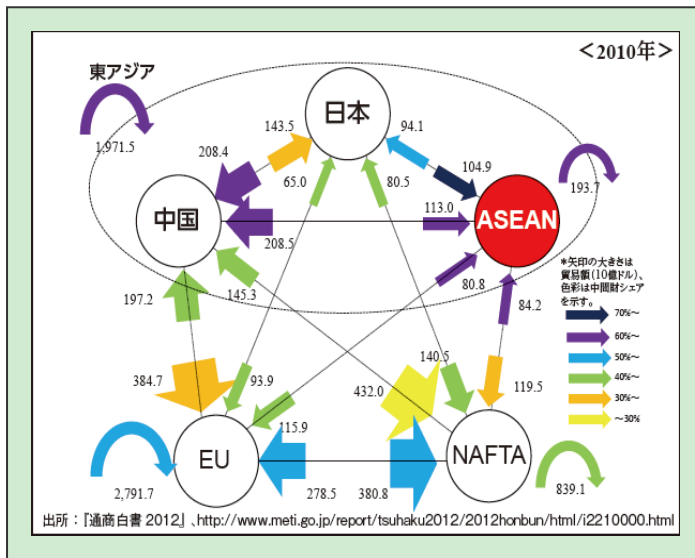 <2010年>
東アジア
日本
1,971.5
143.5
94.1
208.4
65.0
80.5
104.9
193.7
中国
113.0
ASEAN
208.5
*矢印の大きさは
貿易額(10億ドル)、
色彩は中間財シェア
を示す。
197.2
145.3
80.8
84.2
70%~
60%~
50%~
40%~
30%~
~30%
384.7
93.9
432.0
140.5
119.5
115.9
EU
NAFTA
2,791.7
278.5
380.8
839.1
出所:『通商白書 2012』、http://www.meti.go.jp/report/tsuhaku2012/2012honbun/html/i2210000.html